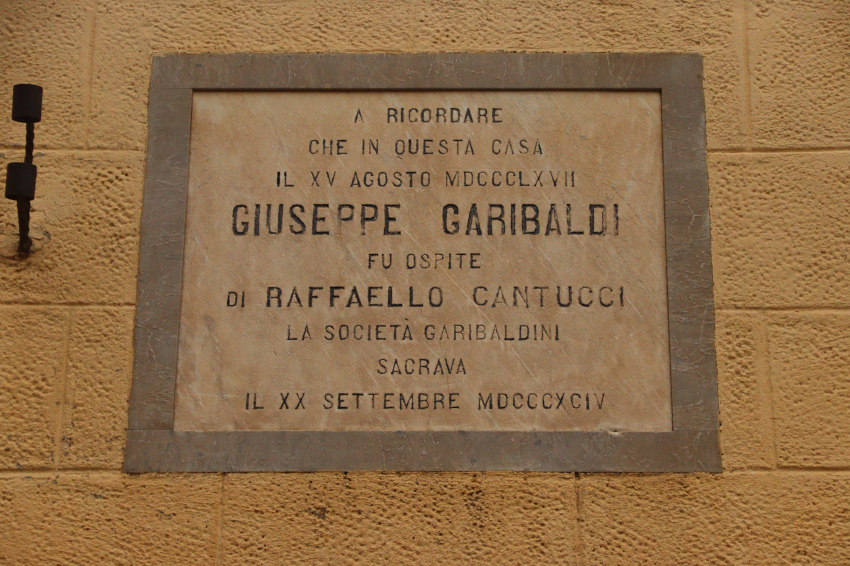 A RICORDARE
CHE IN QUESTA CASA
IL XV AGOSTO MDCCCLXVII
GIUSEPPE GARIBALDI
FU OSPITE
DI RAFFAELLO CANTUCCI
LA SOCIETÀ GARIBALDINI
SACRAVA
IL XX SETTEMBRE MDCCCXCIV